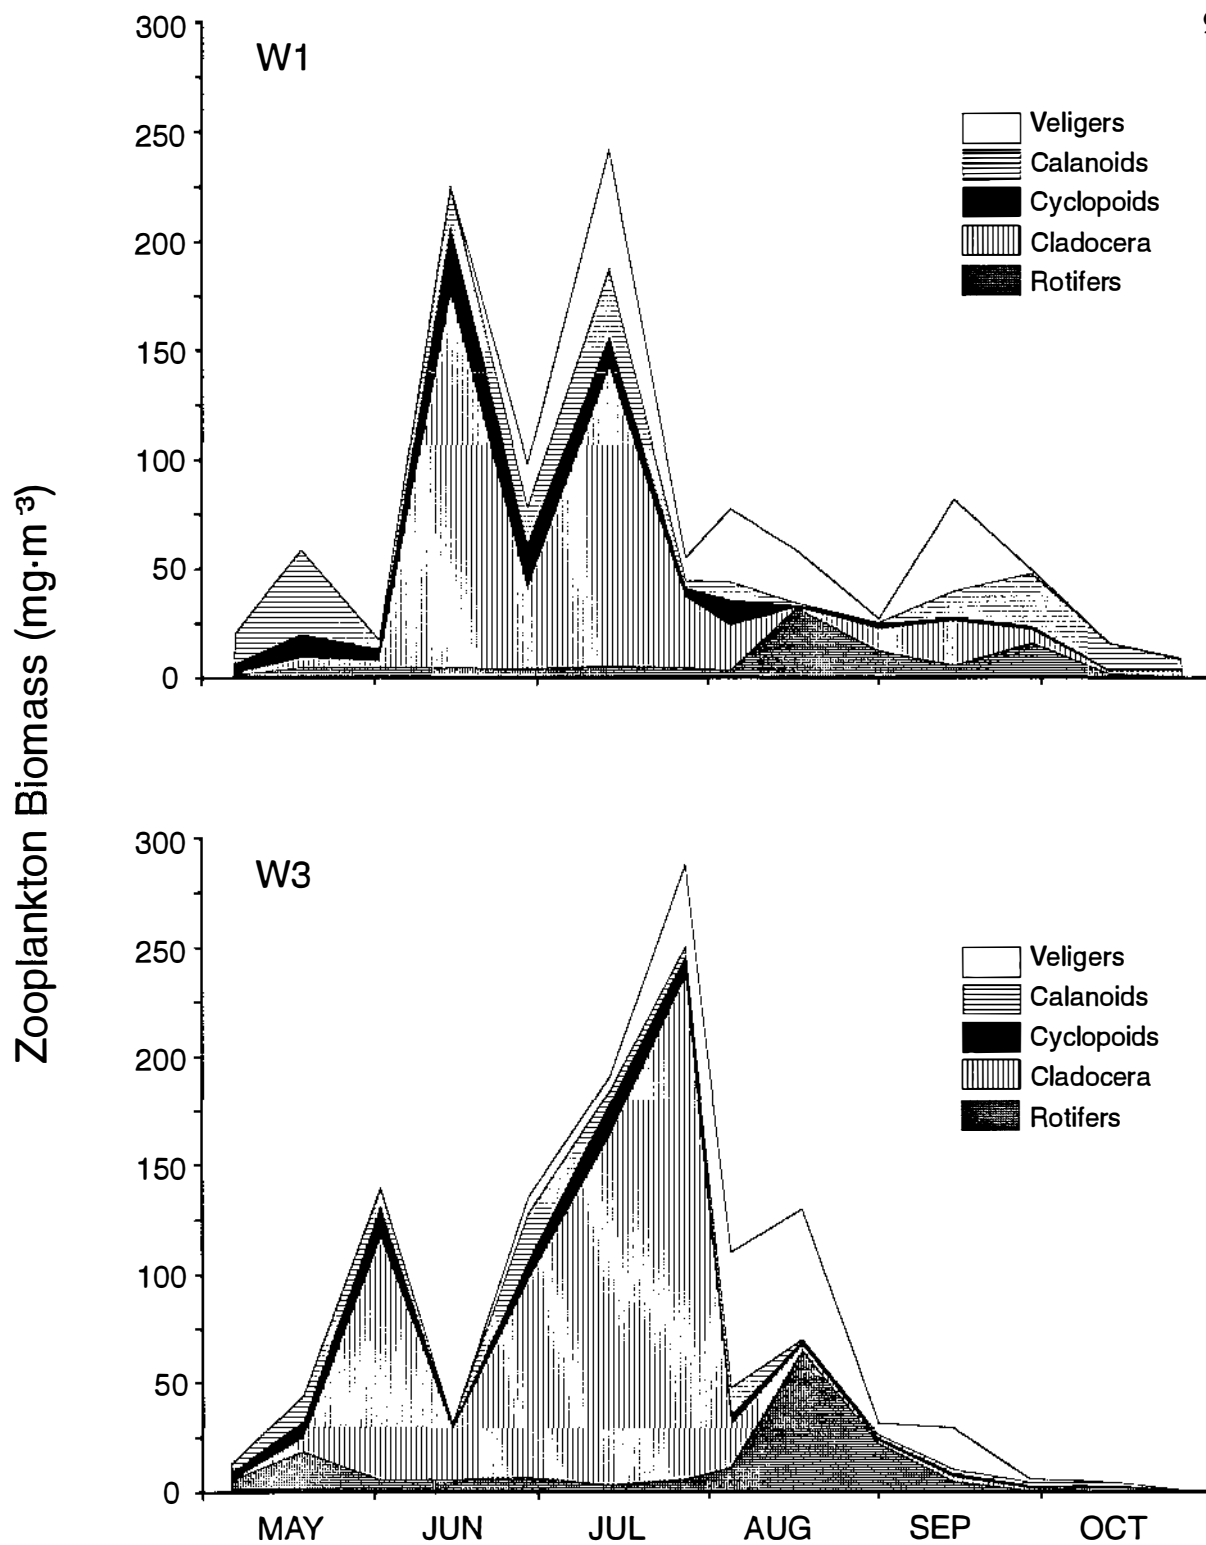 300
W1
250
200
150
100
50
0
Veligers
Calanoids
Cyclopoids
Cladocera
Rotifers
Zooplankton Biomass (mg·m⁻³)
300
W3
250
200
150
100
50
0
Veligers
Calanoids
Cyclopoids
Cladocera
Rotifers
MAY JUN JUL AUG SEP OCT